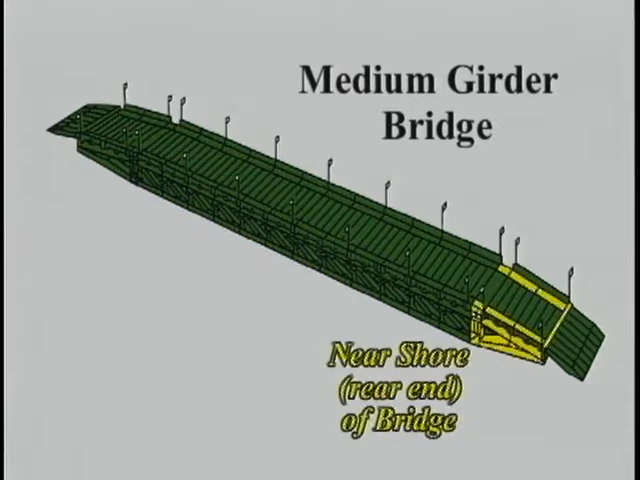 Medium Girder
Bridge
Near Shore
(rear end)
of Bridge